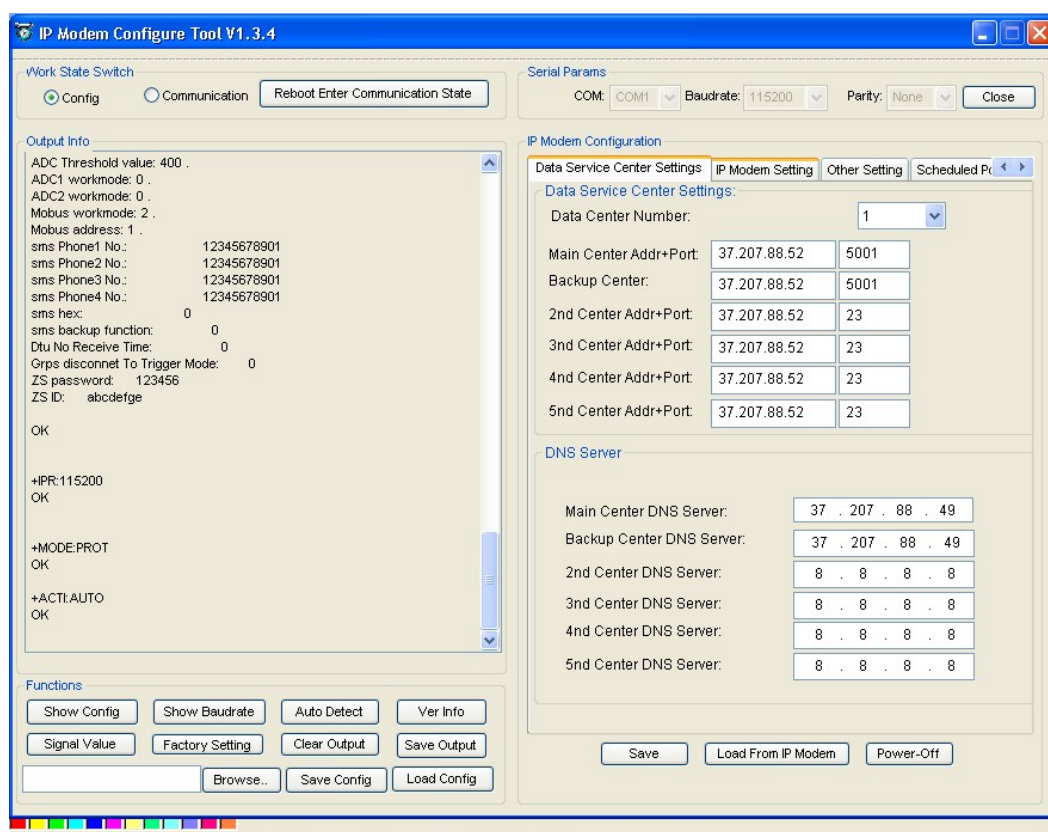 IP Modem Configure Tool V1.3.4
Work State Switch
Config
Communication
Reboot Enter Communication State
Serial Params
COM: COM1 Baudrate: 115200 Parity: None Close
Output Info
ADC Threshold value: 400 .
ADC1 workmode: 0 .
ADC2 workmode: 0 .
Mobus workmode: 2 .
Mobus address: 1 .
sms Phone1 No.: 12345678901
sms Phone2 No.: 12345678901
sms Phone3 No.: 12345678901
sms Phone4 No.: 12345678901
sms hex: 0
sms backup function: 0
Dtu No Receive Time: 0
Grps disconnet To Trigger Mode: 0
ZS password: 123456
ZS ID: abcdefge
OK
+IPR:115200
OK
+MODE:PROT
OK
+ACTI:AUTO
OK
Functions
Show Config Show Baudrate Auto Detect Ver Info
Signal Value Factory Setting Clear Output Save Output
Browse.. Save Config Load Config
IP Modem Configuration
Data Service Center Settings IP Modem Setting Other Setting Scheduled Po
Data Service Center Settings:
Data Center Number: 1
Main Center Addr+Port: 37.207.88.52 5001
Backup Center: 37.207.88.52 5001
2nd Center Addr+Port: 37.207.88.52 23
3nd Center Addr+Port: 37.207.88.52 23
4nd Center Addr+Port: 37.207.88.52 23
5nd Center Addr+Port: 37.207.88.52 23
DNS Server
Main Center DNS Server: 37 . 207 . 88 . 49
Backup Center DNS Server: 37 . 207 . 88 . 49
2nd Center DNS Server: 8 . 8 . 8 . 8
3nd Center DNS Server: 8 . 8 . 8 . 8
4nd Center DNS Server: 8 . 8 . 8 . 8
5nd Center DNS Server: 8 . 8 . 8 . 8
Save Load From IP Modem Power-Off